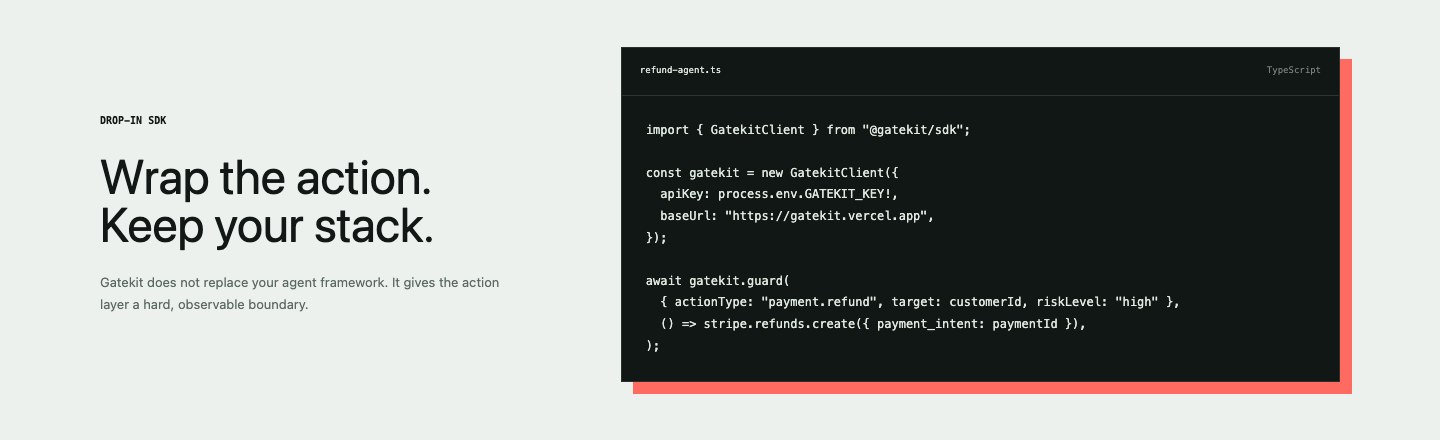 DROP-IN SDK
Wrap the action.
Keep your stack.
Gatekit does not replace your agent framework. It gives the action
layer a hard, observable boundary.
refund-agent.ts
TypeScript
import { GatekitClient } from "@gatekit/sdk";
const gatekit = new GatekitClient({
  apiKey: process.env.GATEKIT_KEY!,
  baseUrl: "https://gatekit.vercel.app",
});
await gatekit.guard(
  { actionType: "payment.refund", target: customerId, riskLevel: "high" },
  () => stripe.refunds.create({ payment_intent: paymentId }),
);